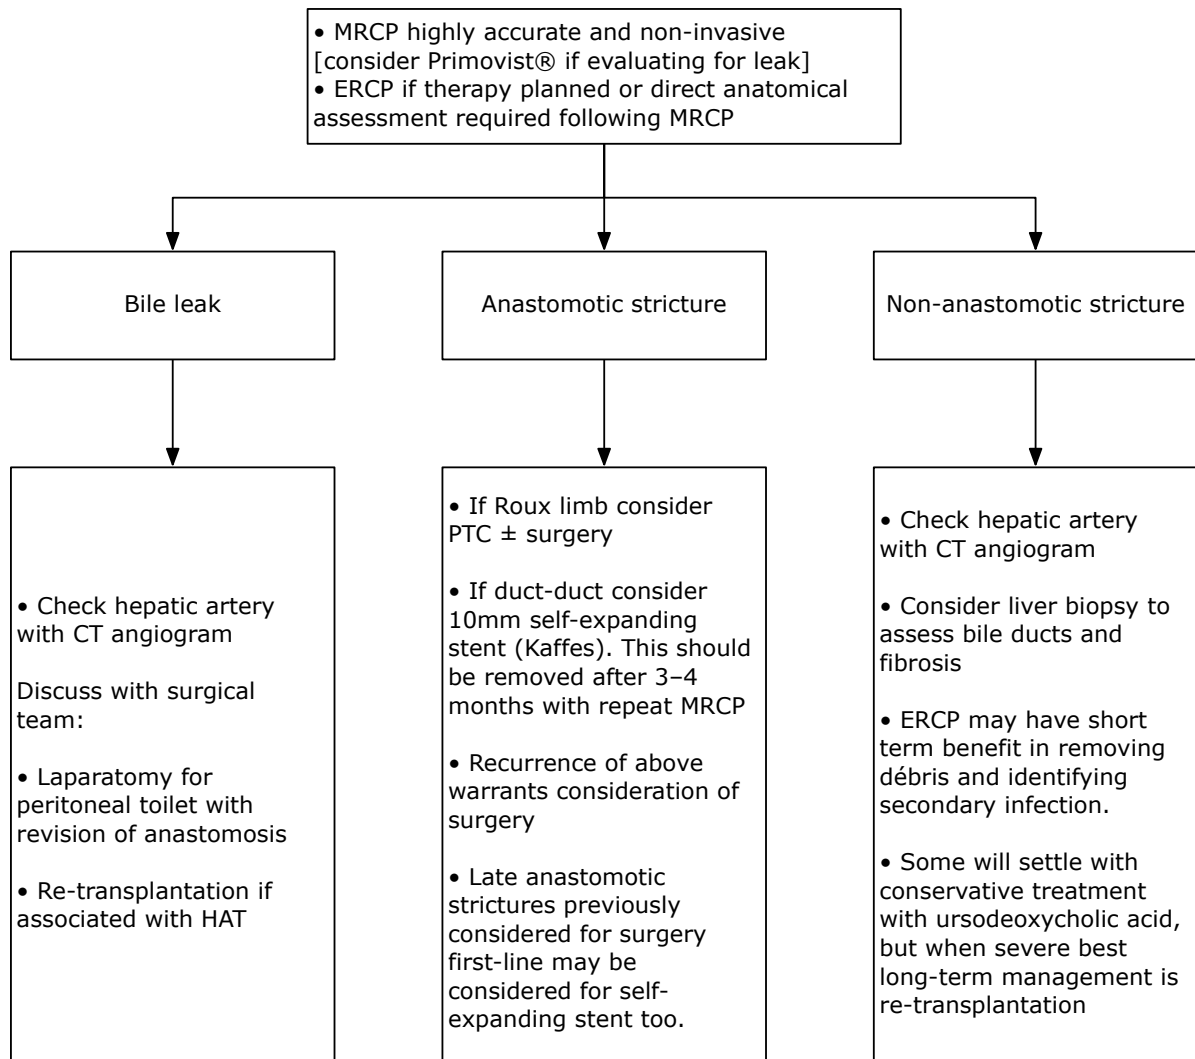 • MRCP highly accurate and non-invasive
[consider Primovist® if evaluating for leak]
• ERCP if therapy planned or direct anatomical
assessment required following MRCP
Bile leak
Anastomotic stricture
Non-anastomotic stricture
• Check hepatic artery
with CT angiogram
Discuss with surgical
team:
• Laparatomy for
peritoneal toilet with
revision of anastomosis
• Re-transplantation if
associated with HAT
• If Roux limb consider
PTC ± surgery
• If duct-duct consider
10mm self-expanding
stent (Kaffes). This should
be removed after 3–4
months with repeat MRCP
• Recurrence of above
warrants consideration of
surgery
• Late anastomotic
strictures previously
considered for surgery
first-line may be
considered for self-
expanding stent too.
• Check hepatic artery
with CT angiogram
• Consider liver biopsy to
assess bile ducts and
fibrosis
• ERCP may have short
term benefit in removing
débris and identifying
secondary infection.
• Some will settle with
conservative treatment
with ursodeoxycholic acid,
but when severe best
long-term management is
re-transplantation